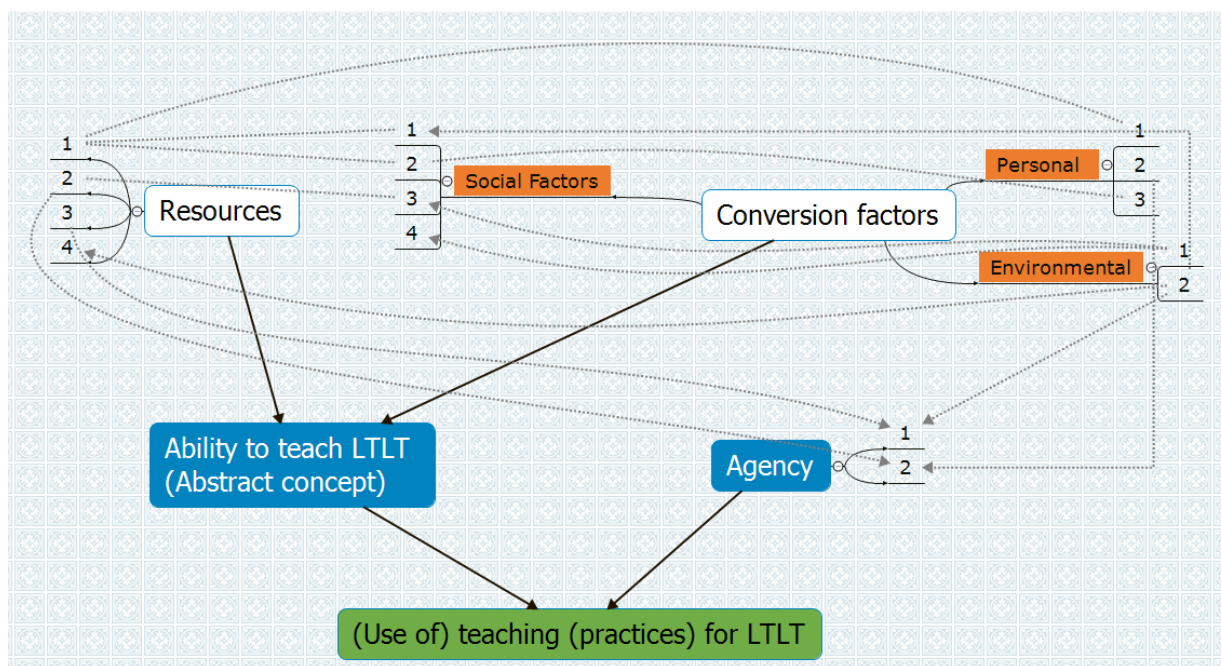 1
2
3
4
Resources
1
2
3
4
Social Factors
Conversion factors
Personal
1
2
3
Environmental
1
2
Ability to teach LTLT
(Abstract concept)
Agency
1
2
(Use of) teaching (practices) for LTLT